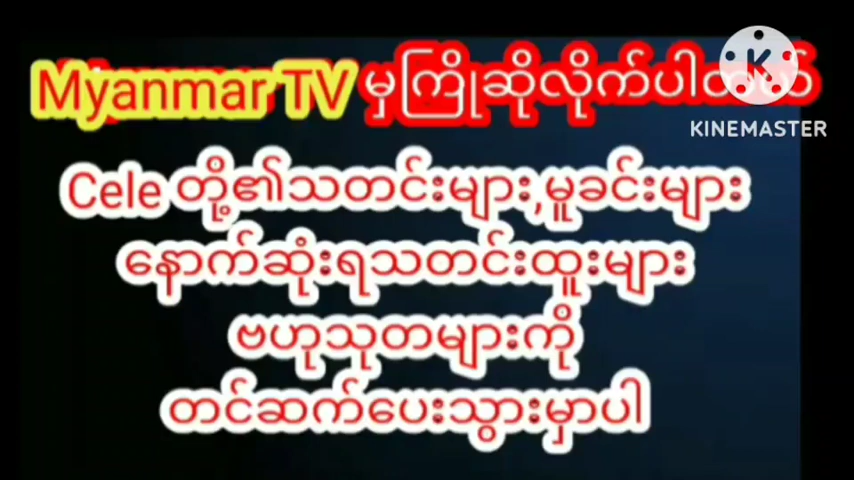 Myanmar TV မှကြိုဆိုလိုက်ပါတယ်
KINEMASTER
Cele တို့၏သတင်းများ,မူခင်းများ
နောက်ဆုံးရသတင်းထူးများ
ဗဟုသုတများကို
တင်ဆက်ပေးသွားမှာပါ